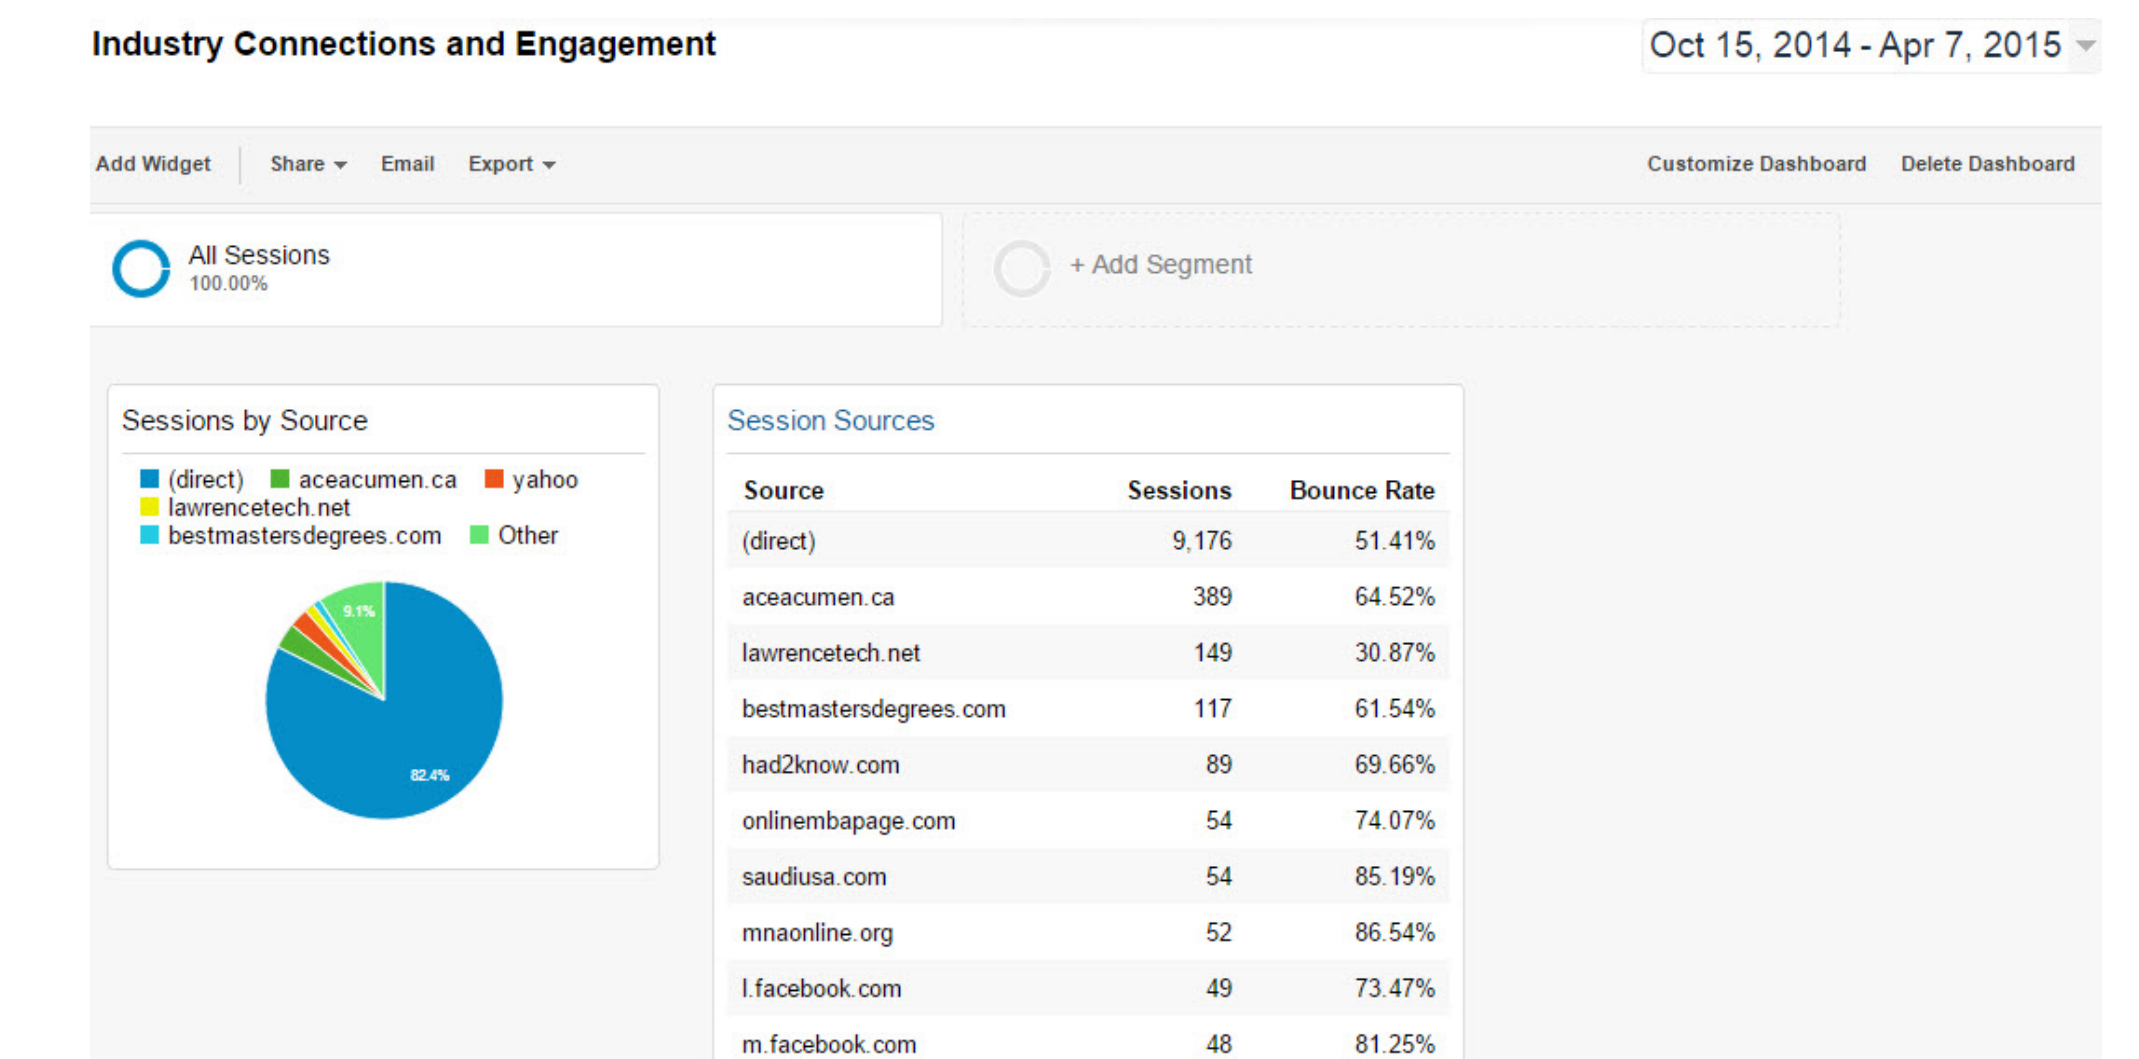 Industry Connections and Engagement
Oct 15, 2014 - Apr 7, 2015
Add Widget Share Email Export Customize Dashboard Delete Dashboard
All Sessions
100.00%
+ Add Segment
Sessions by Source
(direct) aceacumen.ca yahoo
lawrencetech.net
bestmastersdegrees.com Other
9.1%
82.4%
Session Sources
Source Sessions Bounce Rate
(direct) 9,176 51.41%
aceacumen.ca 389 64.52%
lawrencetech.net 149 30.87%
bestmastersdegrees.com 117 61.54%
had2know.com 89 69.66%
onlinembapage.com 54 74.07%
saudiusa.com 54 85.19%
mnaonline.org 52 86.54%
l.facebook.com 49 73.47%
m.facebook.com 48 81.25%